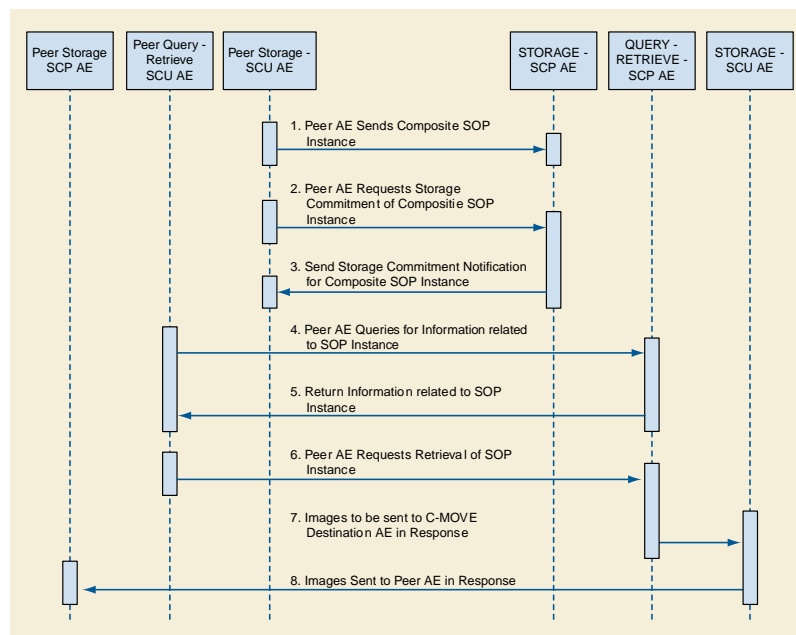 Peer Storage
SCP AE
Peer Query -
Retrieve
SCU AE
Peer Storage -
SCU AE
STORAGE -
SCP AE
QUERY -
RETRIEVE -
SCP AE
STORAGE -
SCU AE
1. Peer AE Sends Composite SOP
Instance
2. Peer AE Requests Storage
Commitment of Compositie SOP
Instance
3. Send Storage Commitment Notification
for Composite SOP Instance
4. Peer AE Queries for Information related
to SOP Instance
5. Return Information related to SOP
Instance
6. Peer AE Requests Retrieval of SOP
Instance
7. Images to be sent to C-MOVE
Destination AE in Response
8. Images Sent to Peer AE in Response